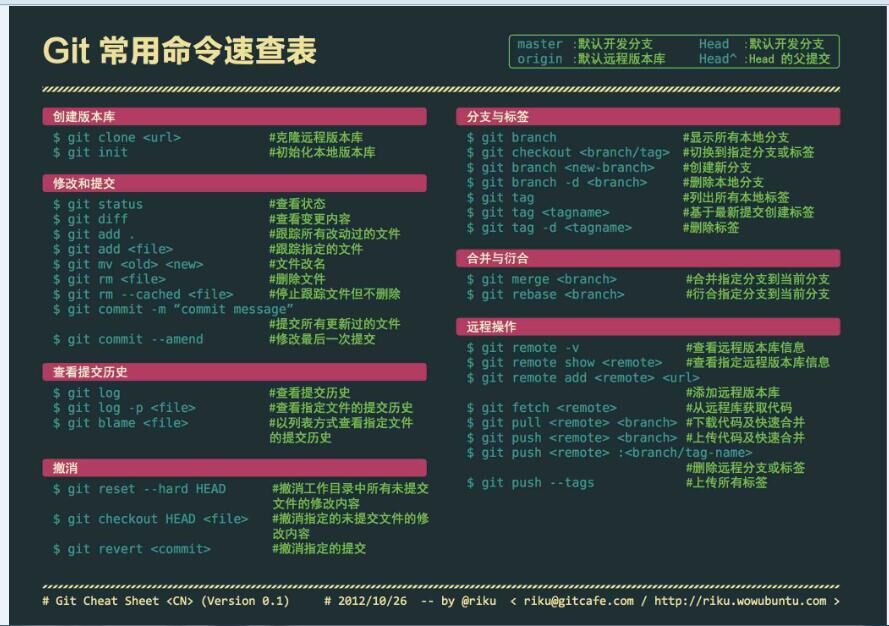 Git 常用命令速查表
master :默认开发分支 Head :默认开发分支
origin :默认远程版本库 Head^ :Head 的父提交
创建版本库
$ git clone <url> #克隆远程版本库
$ git init #初始化本地版本库
修改和提交
$ git status #查看状态
$ git diff #查看变更内容
$ git add . #跟踪所有改动过的文件
$ git add <file> #跟踪指定的文件
$ git mv <old> <new> #文件改名
$ git rm <file> #删除文件
$ git rm --cached <file> #停止跟踪文件但不删除
$ git commit -m “commit message”
#提交所有更新过的文件
$ git commit --amend #修改最后一次提交
查看提交历史
$ git log #查看提交历史
$ git log -p <file> #查看指定文件的提交历史
$ git blame <file> #以列表方式查看指定文件
的提交历史
撤消
$ git reset --hard HEAD #撤消工作目录中所有未提交
文件的修改内容
$ git checkout HEAD <file> #撤消指定的未提交文件的修
改内容
$ git revert <commit> #撤消指定的提交
分支与标签
$ git branch #显示所有本地分支
$ git checkout <branch/tag> #切换到指定分支或标签
$ git branch <new-branch> #创建新分支
$ git branch -d <branch> #删除本地分支
$ git tag #列出所有本地标签
$ git tag <tagname> #基于最新提交创建标签
$ git tag -d <tagname> #删除标签
合并与衍合
$ git merge <branch> #合并指定分支到当前分支
$ git rebase <branch> #衍合指定分支到当前分支
远程操作
$ git remote -v #查看远程版本库信息
$ git remote show <remote> #查看指定远程版本库信息
$ git remote add <remote> <url>
#添加远程版本库
$ git fetch <remote> #从远程库获取代码
$ git pull <remote> <branch> #下载代码及快速合并
$ git push <remote> <branch> #上传代码及快速合并
$ git push <remote> :<branch/tag-name>
#删除远程分支或标签
$ git push --tags #上传所有标签
# Git Cheat Sheet <CN> (Version 0.1) # 2012/10/26 -- by @riku < riku@gitcafe.com / http://riku.wowubuntu.com >